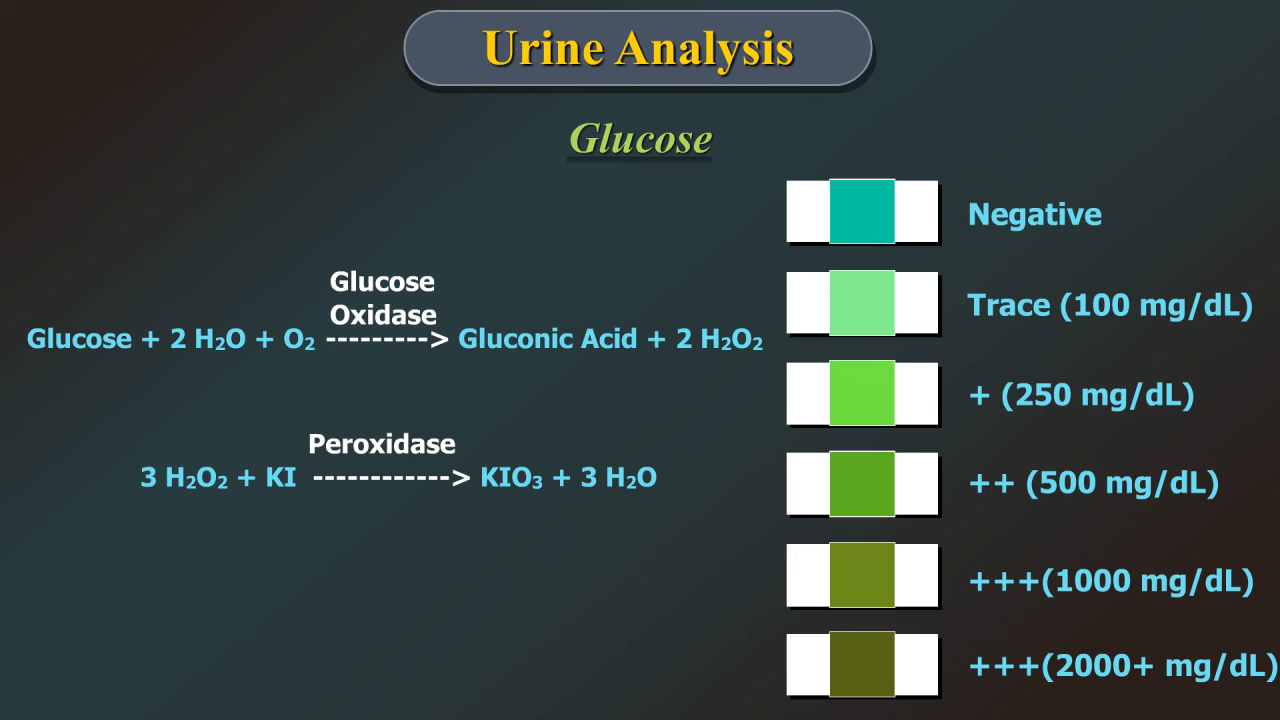 Urine Analysis
Glucose
Glucose
Oxidase
Glucose + 2 H₂O + O₂ ---------> Gluconic Acid + 2 H₂O₂
Peroxidase
3 H₂O₂ + KI ------------> KIO₃ + 3 H₂O
Negative
Trace (100 mg/dL)
+ (250 mg/dL)
++ (500 mg/dL)
+++(1000 mg/dL)
+++(2000+ mg/dL)